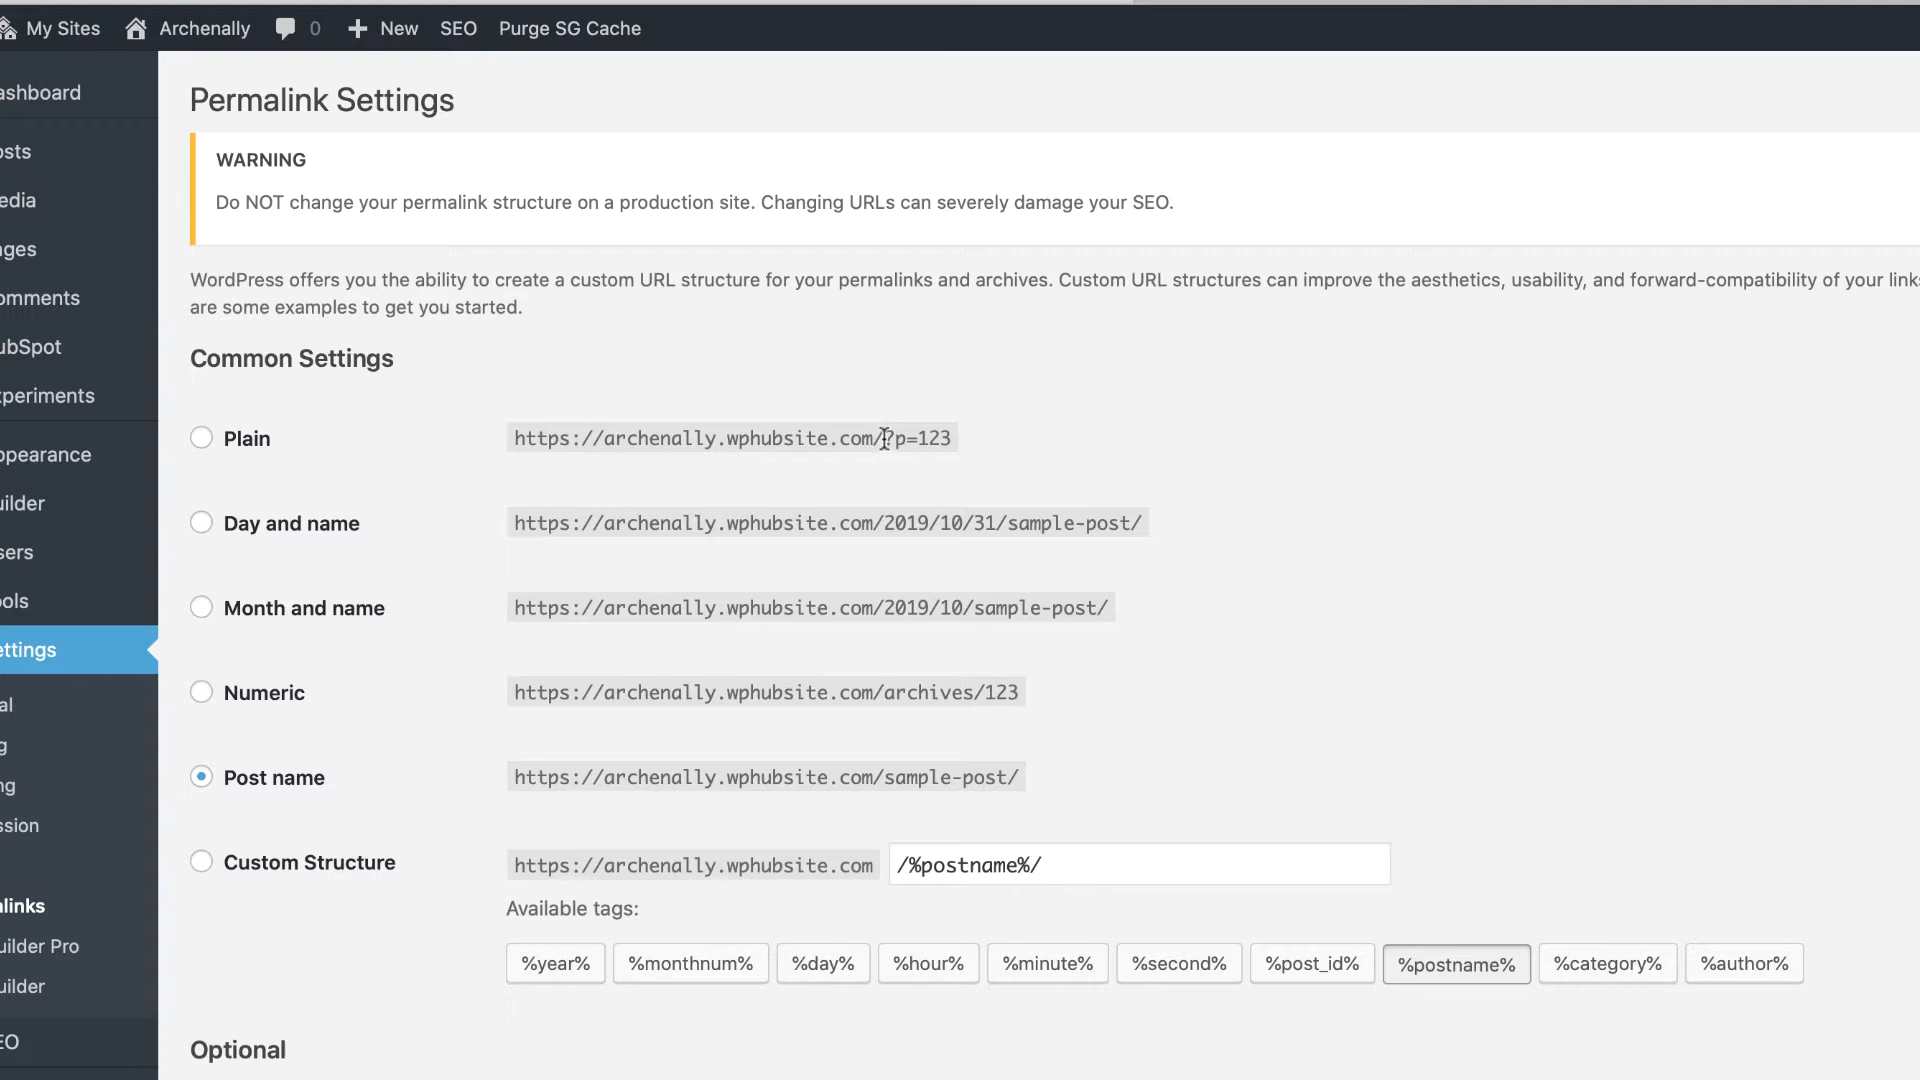 My Sites Archenally 0 New SEO Purge SG Cache
ashboard
osts
edia
ages
omments
ubSpot
xperiments
ppearance
uilder
sers
ools
ettings
al
g
ng
ssion
alinks
uilder Pro
uilder
EO
Permalink Settings
WARNING
Do NOT change your permalink structure on a production site. Changing URLs can severely damage your SEO.
WordPress offers you the ability to create a custom URL structure for your permalinks and archives. Custom URL structures can improve the aesthetics, usability, and forward-compatibility of your links
are some examples to get you started.
Common Settings
Plain https://archenally.wphubsite.com/?p=123
Day and name https://archenally.wphubsite.com/2019/10/31/sample-post/
Month and name https://archenally.wphubsite.com/2019/10/sample-post/
Numeric https://archenally.wphubsite.com/archives/123
Post name https://archenally.wphubsite.com/sample-post/
Custom Structure https://archenally.wphubsite.com /%postname%/
Available tags:
%year% %monthnum% %day% %hour% %minute% %second% %post_id% %postname% %category% %author%
Optional